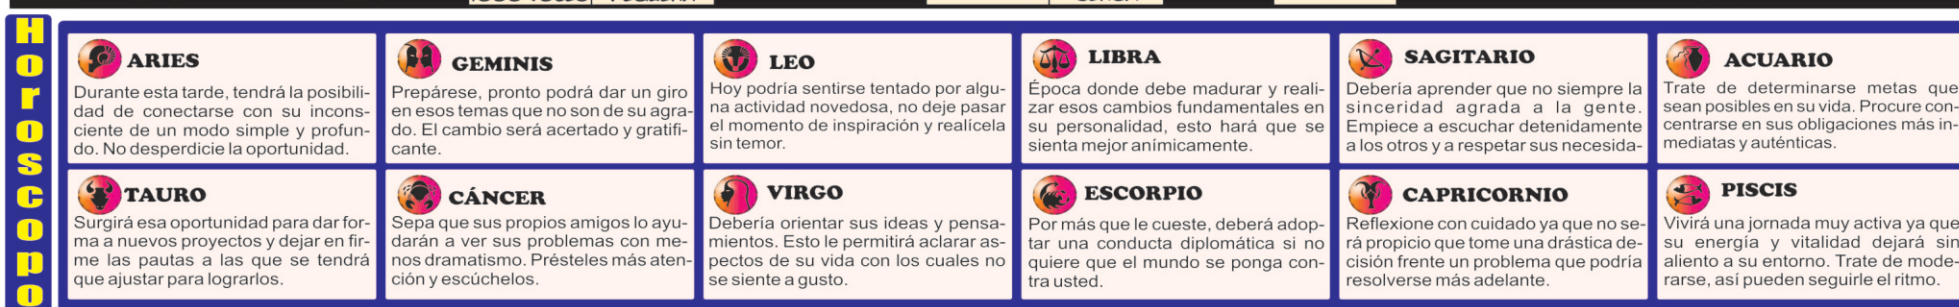 Horoscopo
ARIES
Durante esta tarde, tendrá la posibili-
dad de conectarse con su incons-
ciente de un modo simple y profun-
do. No desperdicie la oportunidad.
TAURO
Surgirá esa oportunidad para dar for-
ma a nuevos proyectos y dejar en fir-
me las pautas a las que se tendrá
que ajustar para lograrlos.
GEMINIS
Prepárese, pronto podrá dar un giro
en esos temas que no son de su agra-
do. El cambio será acertado y gratifi-
cante.
CÁNCER
Sepa que sus propios amigos lo ayu-
darán a ver sus problemas con me-
nos dramatismo. Présteles más aten-
ción y escúchelos.
LEO
Hoy podría sentirse tentado por algu-
na actividad novedosa, no deje pasar
el momento de inspiración y realícela
sin temor.
VIRGO
Debería orientar sus ideas y pensa-
mientos. Esto le permitirá aclarar as-
pectos de su vida con los cuales no
se siente a gusto.
LIBRA
Época donde debe madurar y reali-
zar esos cambios fundamentales en
su personalidad, esto hará que se
sienta mejor anímicamente.
ESCORPIO
Por más que le cueste, deberá adop-
tar una conducta diplomática si no
quiere que el mundo se ponga con-
tra usted.
SAGITARIO
Debería aprender que no siempre la
sinceridad agrada a la gente.
Empiece a escuchar detenidamente
a los otros y a respetar sus necesida-
CAPRICORNIO
Reflexione con cuidado ya que no se-
rá propicio que tome una drástica de-
cisión frente un problema que podría
resolverse más adelante.
ACUARIO
Trate de determinarse metas que
sean posibles en su vida. Procure con-
centrarse en sus obligaciones más in-
mediatas y auténticas.
PISCIS
Vivirá una jornada muy activa ya que
su energía y vitalidad dejará sin
aliento a su entorno. Trate de mode-
rarse, así pueden seguirle el ritmo.